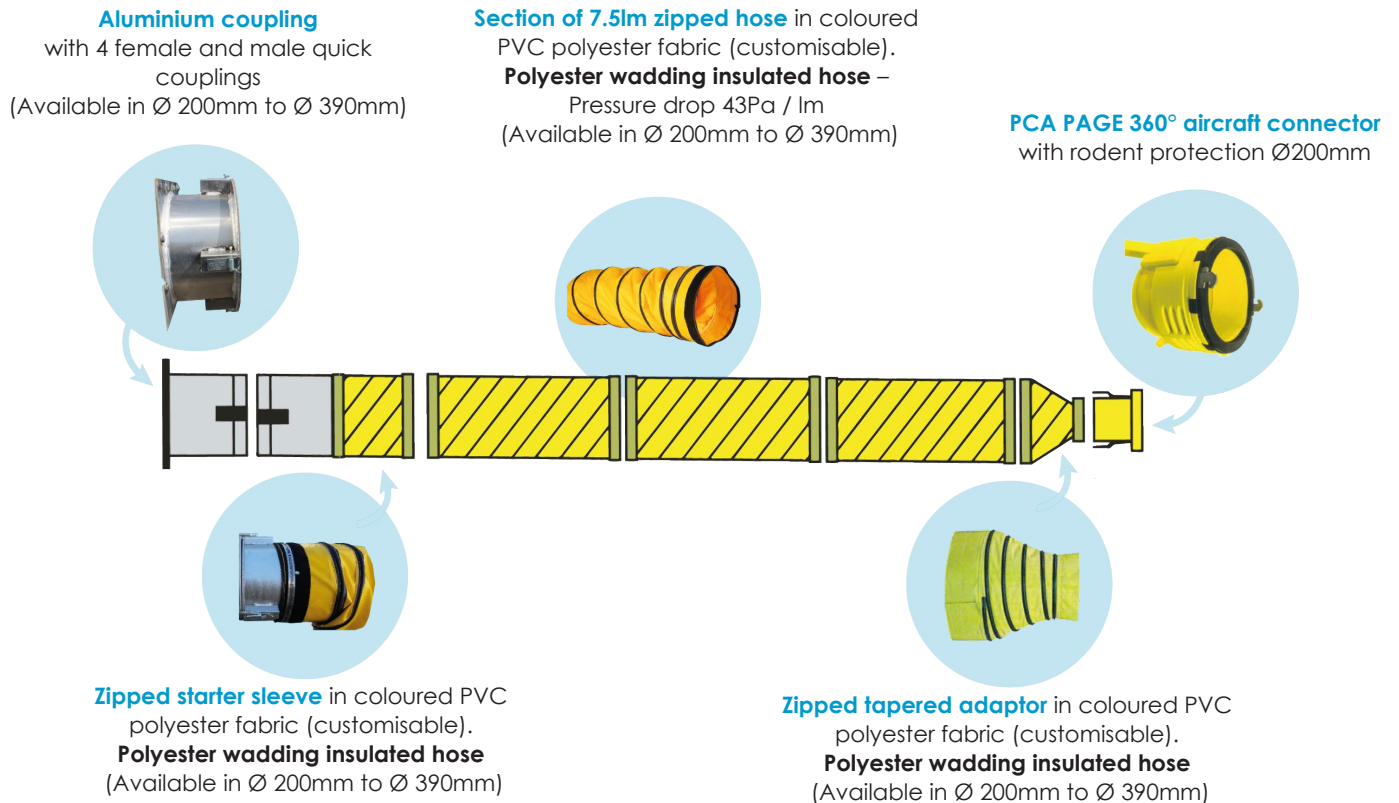 Aluminium coupling
with 4 female and male quick
couplings
(Available in Ø 200mm to Ø 390mm)
Section of 7.5lm zipped hose in coloured
PVC polyester fabric (customisable).
Polyester wadding insulated hose –
Pressure drop 43Pa / lm
(Available in Ø 200mm to Ø 390mm)
PCA PAGE 360° aircraft connector
with rodent protection Ø200mm
Zipped starter sleeve in coloured PVC
polyester fabric (customisable).
Polyester wadding insulated hose
(Available in Ø 200mm to Ø 390mm)
Zipped tapered adaptor in coloured PVC
polyester fabric (customisable).
Polyester wadding insulated hose
(Available in Ø 200mm to Ø 390mm)